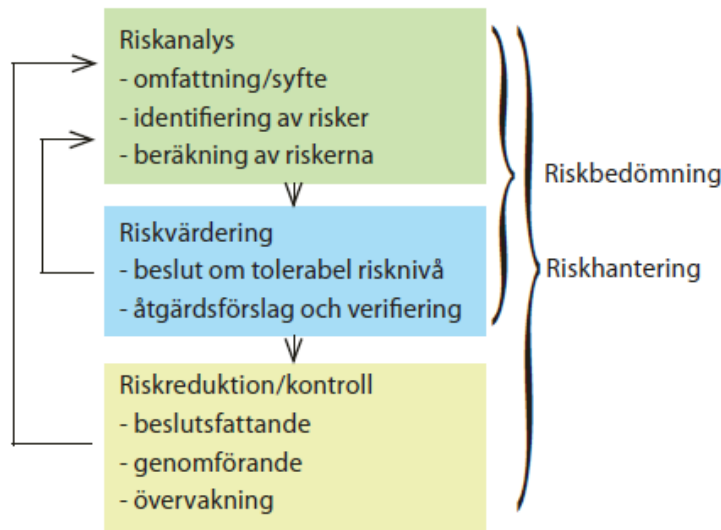 Riskanalys
- omfattning/syfte
- identifiering av risker
- beräkning av riskerna
Riskvärdering
- beslut om tolerabel risknivå
- åtgärdsförslag och verifiering
Riskreduktion/kontroll
- beslutsfattande
- genomförande
- övervakning
Riskbedömning
Riskhantering